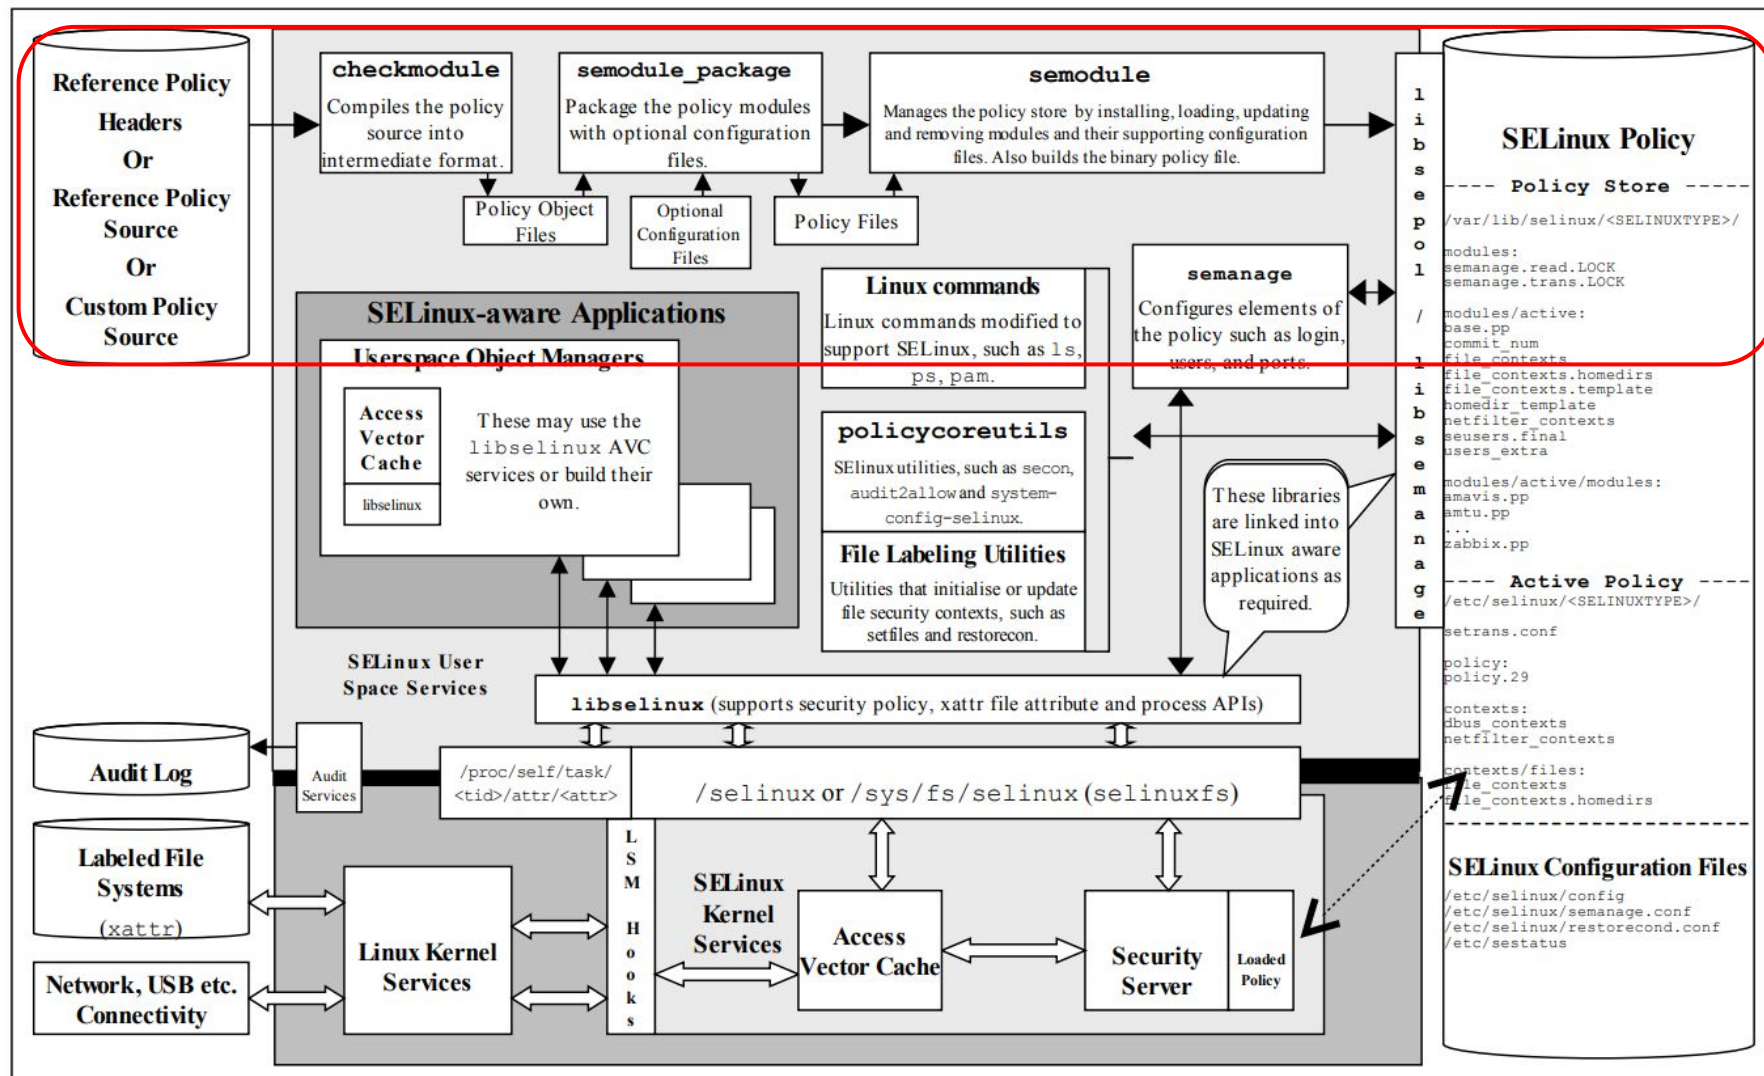 Reference Policy
Headers
Or
Reference Policy
Source
Or
Custom Policy
Source
checkmodule
Compiles the policy
source into
intermediate format.
semodule_package
Package the policy modules
with optional configuration
files.
semodule
Manages the policy store by installing, loading, updating
and removing modules and their supporting configuration
files. Also builds the binary policy file.
Policy Object
Files
Optional
Configuration
Files
Policy Files
libsepol / libsemanage
SELinux-aware Applications
Userspace Object Managers
Access
Vector
Cache
libselinux
These may use the
libselinux AVC
services or build their
own.
Linux commands
Linux commands modified to
support SELinux, such as ls,
ps, pam.
policycoreutils
SElinux utilities, such as secon,
audit2allow and system-
config-selinux.
File Labeling Utilities
Utilities that initialise or update
file security contexts, such as
setfiles and restorecon.
semanage
Configures elements of
the policy such as login,
users, and ports.
These libraries
are linked into
SELinux aware
applications as
required.
SELinux User
Space Services
libselinux (supports security policy, xattr file attribute and process APIs)
Audit Log
Audit
Services
/proc/self/task/
<tid>/attr/<attr>
/selinux or /sys/fs/selinux (selinuxfs)
Labeled File
Systems
(xattr)
Network, USB etc.
Connectivity
Linux Kernel
Services
LSM Hooks
SELinux
Kernel
Services
Access
Vector Cache
Security
Server
Loaded
Policy
SELinux Policy
---- Policy Store -----
/var/lib/selinux/<SELINUXTYPE>/
modules:
semanage.read.LOCK
semanage.trans.LOCK
modules/active:
base.pp
commit_num
file_contexts
file_contexts.homedirs
file_contexts.template
homedir_template
netfilter_contexts
seusers.final
users_extra
modules/active/modules:
amavis.pp
amtu.pp
...
zabbix.pp
---- Active Policy ----
/etc/selinux/<SELINUXTYPE>/
setrans.conf
policy:
policy.29
contexts:
dbus_contexts
netfilter_contexts
contexts/files:
file_contexts
file_contexts.homedirs
SELinux Configuration Files
/etc/selinux/config
/etc/selinux/semanage.conf
/etc/selinux/restorecond.conf
/etc/sestatus